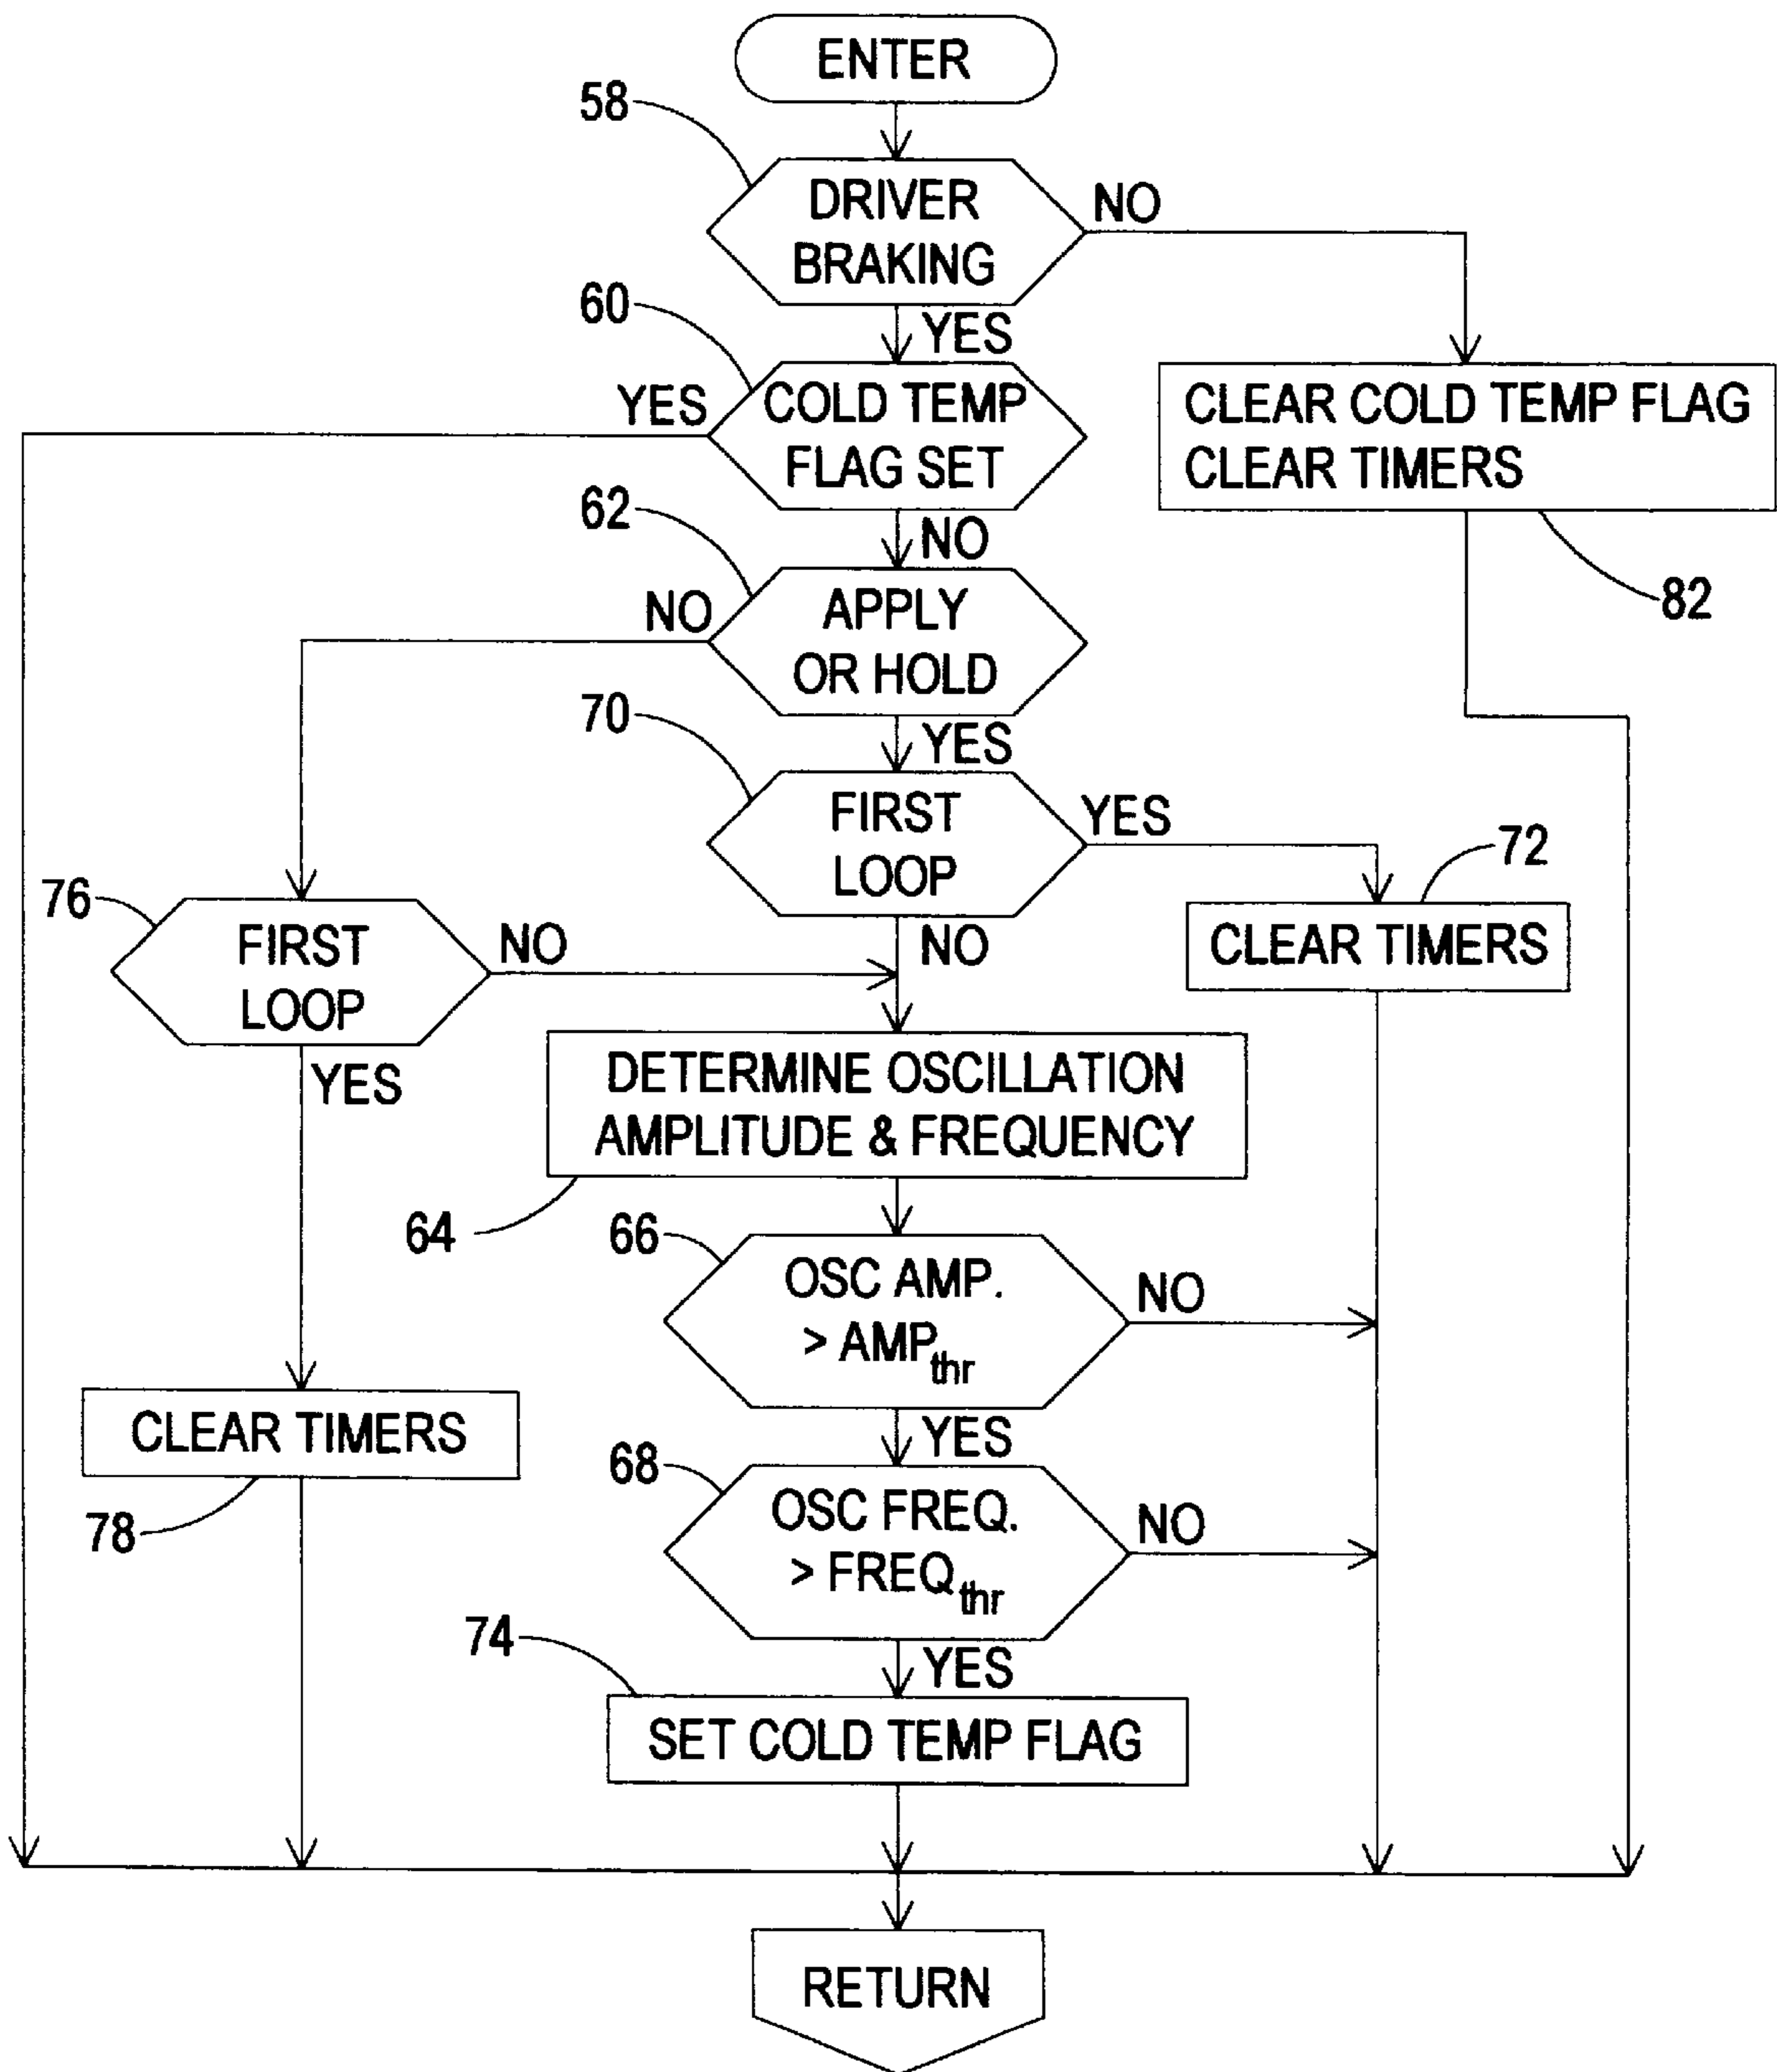 ENTER
58
DRIVER
BRAKING
NO
60
YES
YES
COLD TEMP
FLAG SET
CLEAR COLD TEMP FLAG
CLEAR TIMERS
62
NO
82
NO
APPLY
OR HOLD
70
YES
FIRST
LOOP
YES
72
76
FIRST
LOOP
NO
NO
CLEAR TIMERS
YES
DETERMINE OSCILLATION
AMPLITUDE & FREQUENCY
64
66
OSC AMP.
> AMPthr
NO
CLEAR TIMERS
78
YES
68
OSC FREQ.
> FREQthr
NO
74
YES
SET COLD TEMP FLAG
RETURN